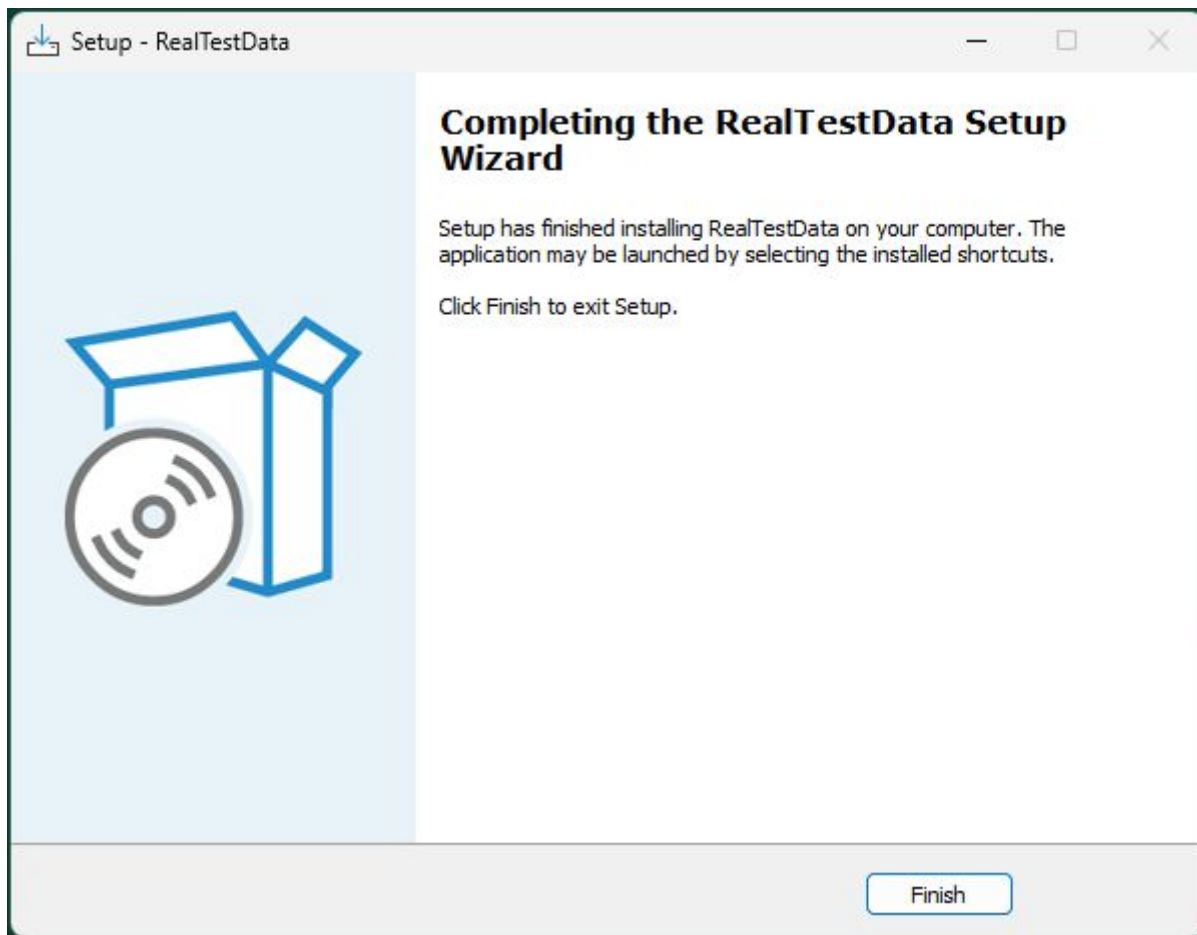 Setup - RealTestData
Completing the RealTestData Setup
Wizard
Setup has finished installing RealTestData on your computer. The
application may be launched by selecting the installed shortcuts.
Click Finish to exit Setup.
Finish